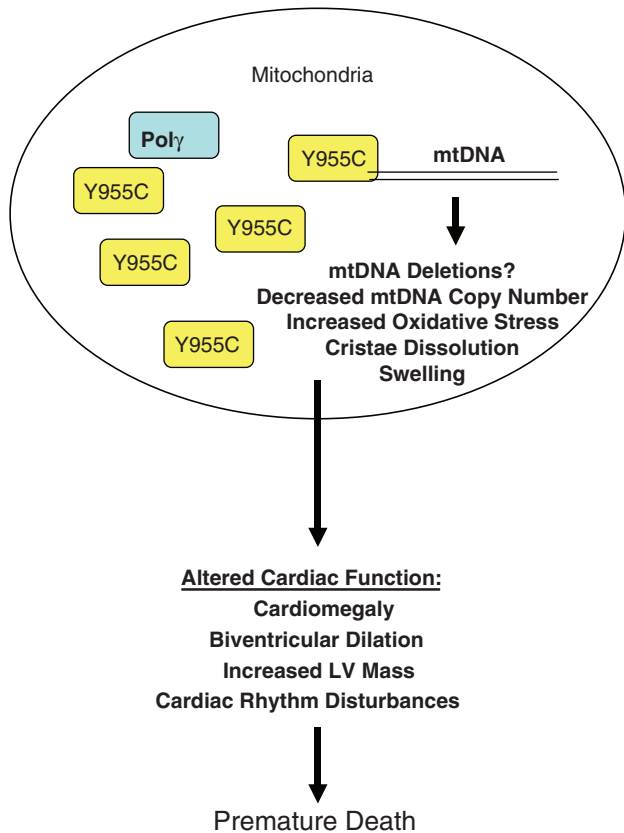 Mitochondria
Polγ
Y955C
mtDNA
Y955C
Y955C
Y955C
Y955C
mtDNA Deletions?
Decreased mtDNA Copy Number
Increased Oxidative Stress
Cristae Dissolution
Swelling
Altered Cardiac Function:
Cardiomegaly
Biventricular Dilation
Increased LV Mass
Cardiac Rhythm Disturbances
Premature Death